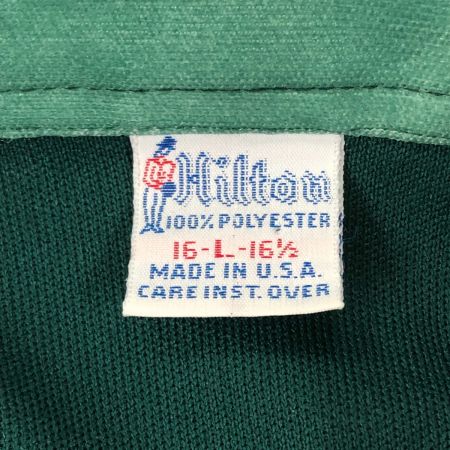 Hilton
100% POLYESTER
16-L-16½
MADE IN U.S.A.
CARE INST. OVER